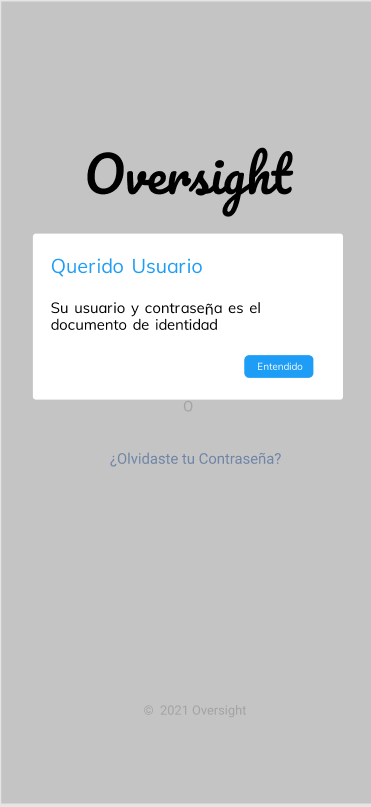 Oversight
Querido Usuario
Su usuario y contraseña es el
documento de identidad
Entendido
O
¿Olvidaste tu Contraseña?
© 2021 Oversight